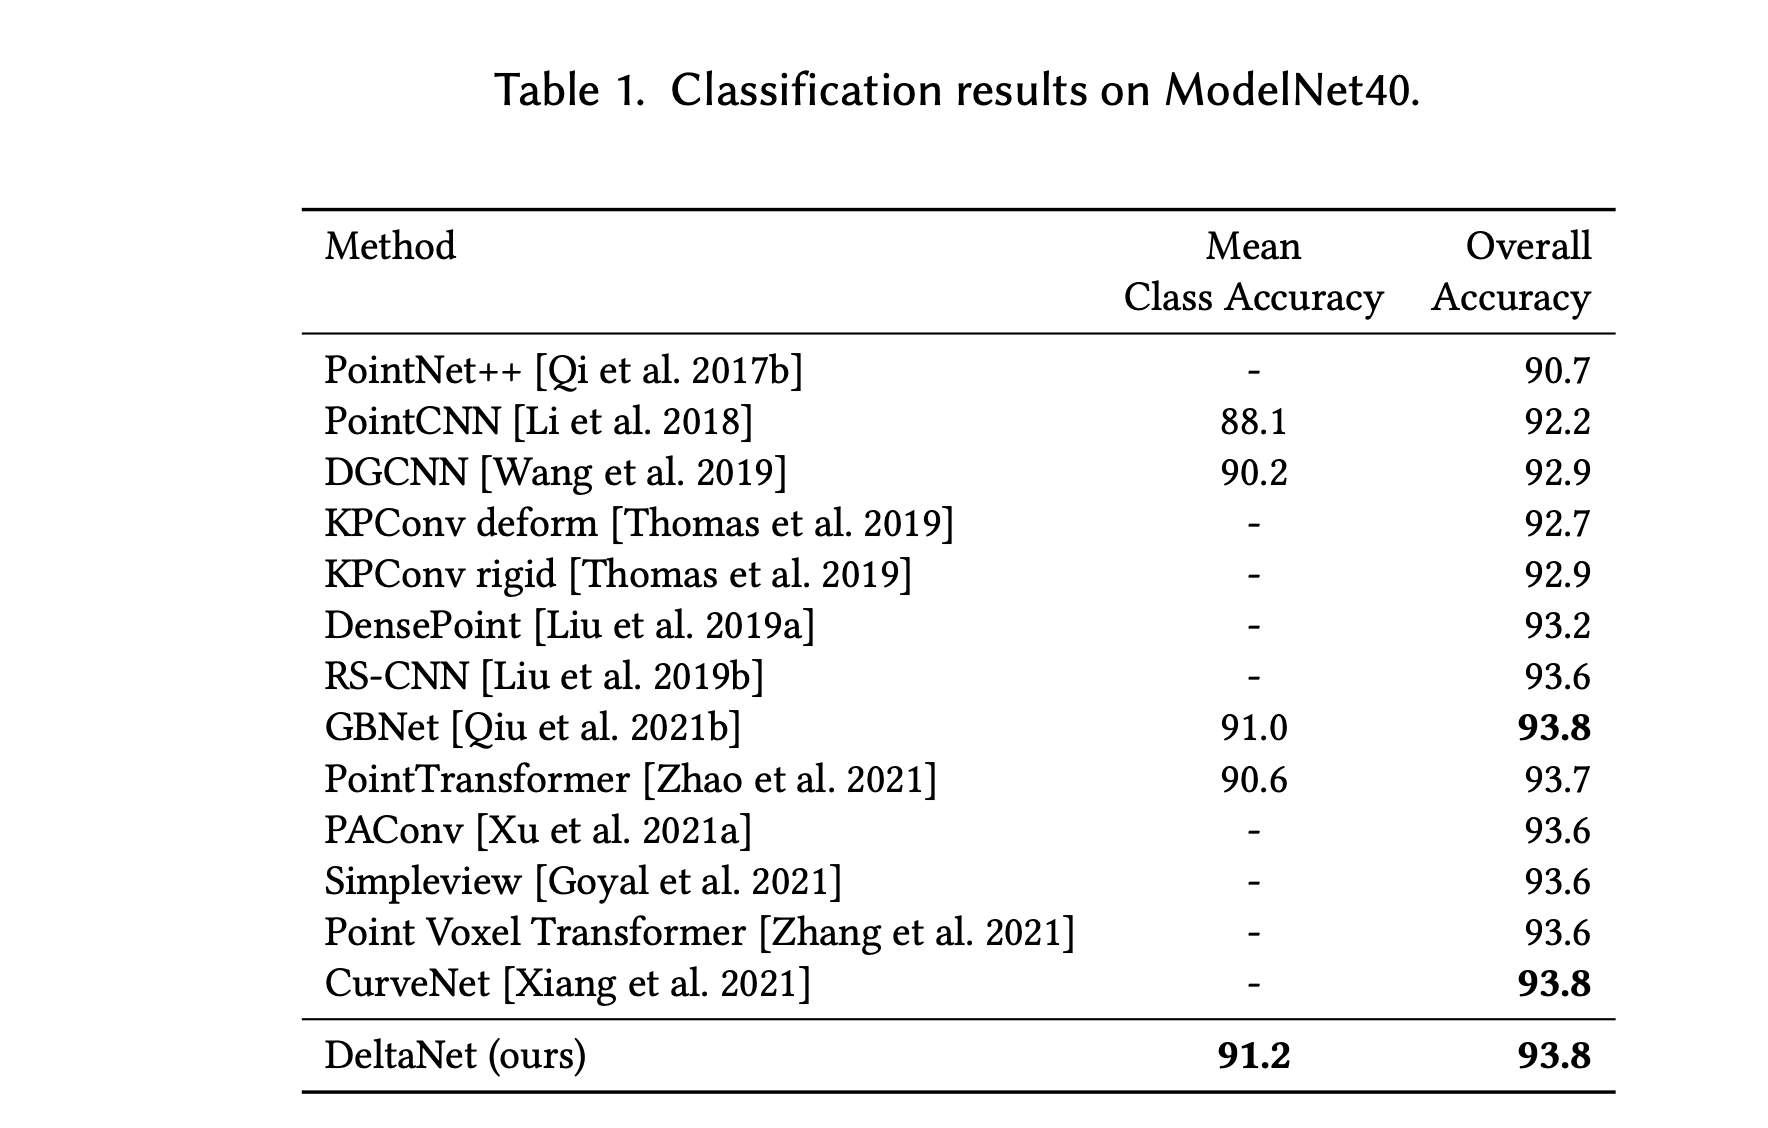 Table 1. Classification results on ModelNet40.
Method Mean Overall
Class Accuracy Accuracy
PointNet++ [Qi et al. 2017b] - 90.7
PointCNN [Li et al. 2018] 88.1 92.2
DGCNN [Wang et al. 2019] 90.2 92.9
KPConv deform [Thomas et al. 2019] - 92.7
KPConv rigid [Thomas et al. 2019] - 92.9
DensePoint [Liu et al. 2019a] - 93.2
RS-CNN [Liu et al. 2019b] - 93.6
GBNet [Qiu et al. 2021b] 91.0 93.8
PointTransformer [Zhao et al. 2021] 90.6 93.7
PAConv [Xu et al. 2021a] - 93.6
Simpleview [Goyal et al. 2021] - 93.6
Point Voxel Transformer [Zhang et al. 2021] - 93.6
CurveNet [Xiang et al. 2021] - 93.8
DeltaNet (ours) 91.2 93.8